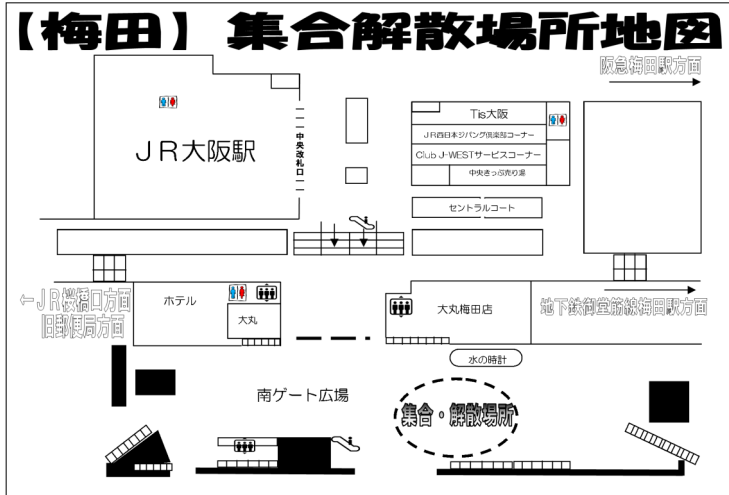 【梅田】 集合解散場所地図
阪急梅田駅方面
JR大阪駅
中央改札口
Tis大阪
JR西日本ジパング倶楽部コーナー
Club J-WESTサービスコーナー
中央きっぷ売り場
セントラルコート
←JR桜橋口方面
旧郵便局方面
ホテル
大丸
大丸梅田店
地下鉄御堂筋線梅田駅方面
水の時計
南ゲート広場
集合・解散場所